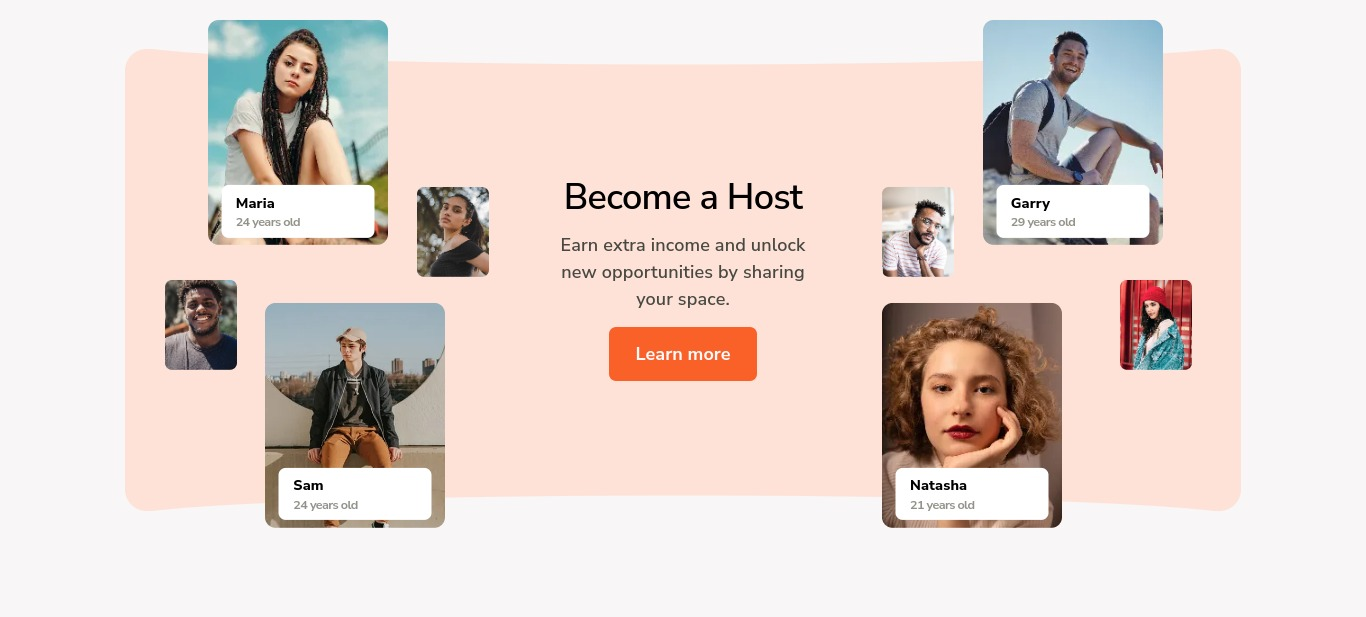 Maria
24 years old
Garry
29 years old
Become a Host
Earn extra income and unlock
new opportunities by sharing
your space.
Learn more
Sam
24 years old
Natasha
21 years old